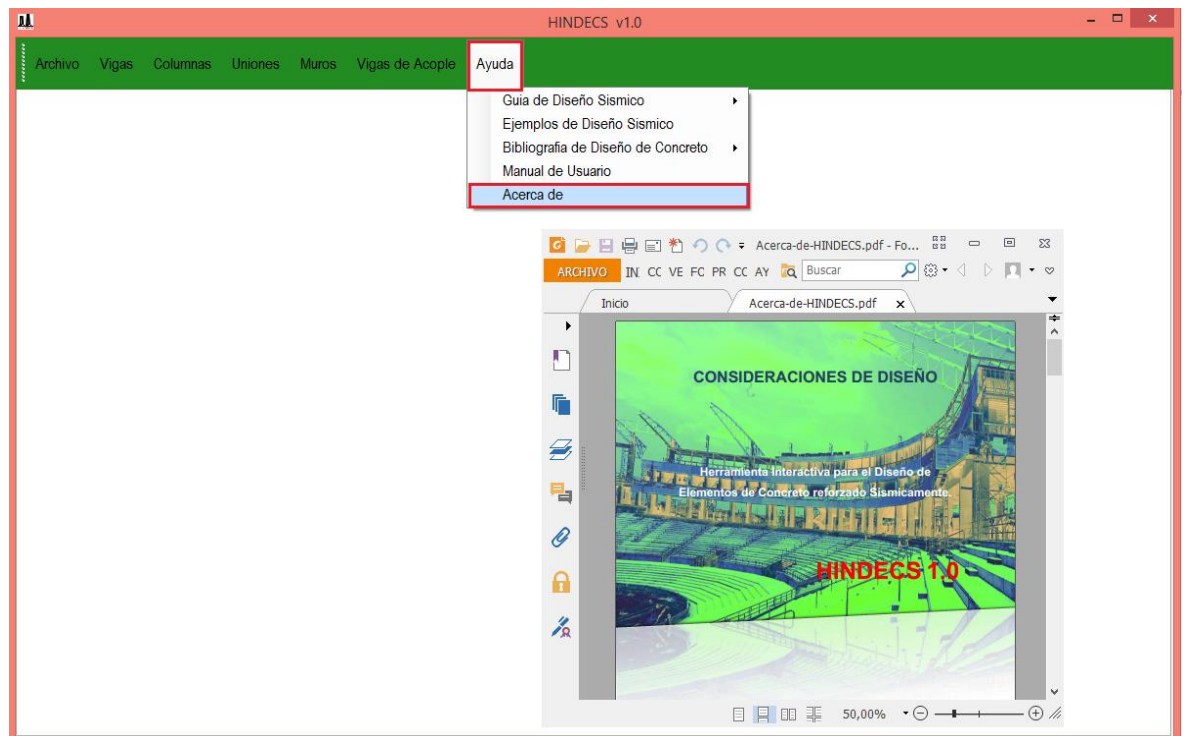 HINDECS v1.0
Archivo Vigas Columnas Uniones Muros Vigas de Acople Ayuda
Guia de Diseño Sismico
Ejemplos de Diseño Sismico
Bibliografia de Diseño de Concreto
Manual de Usuario
Acerca de
Acerca-de-HINDECS.pdf - Fo...
ARCHIVO IN CC VE FC PR CC AY Buscar
Inicio Acerca-de-HINDECS.pdf
CONSIDERACIONES DE DISEÑO
Herramienta Interactiva para el Diseño de
Elementos de Concreto reforzado Sismicamente.
HINDECS 1.0
50,00%